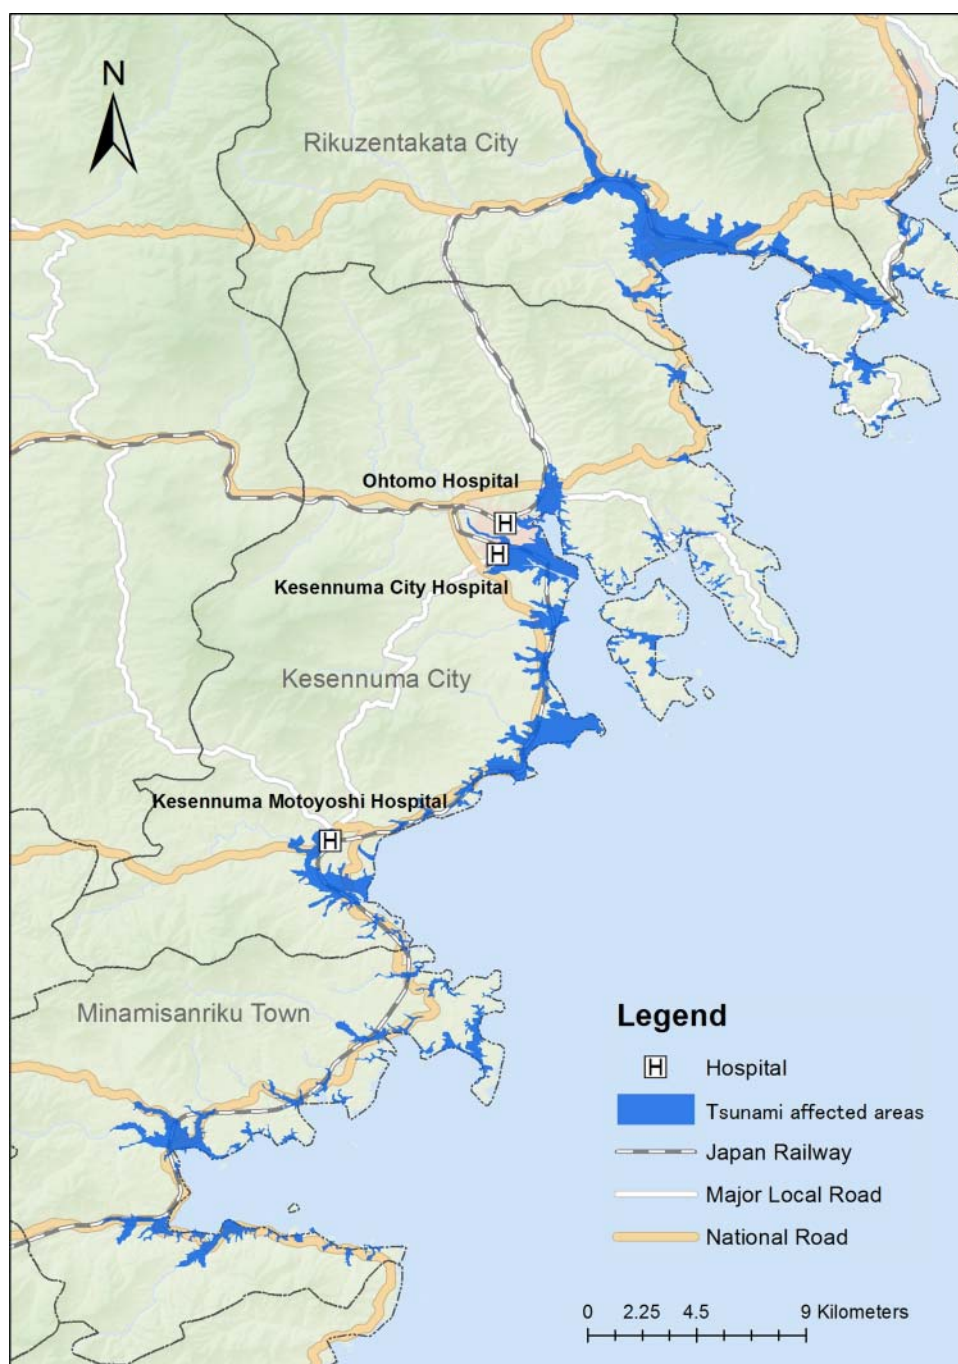 N
Rikuzentakata City
Ohtomo Hospital
H
H
Kesennuma City Hospital
Kesennuma City
Kesennuma Motoyoshi Hospital
H
Minamisanriku Town
Legend
H Hospital
Tsunami affected areas
Japan Railway
Major Local Road
National Road
0 2.25 4.5 9 Kilometers